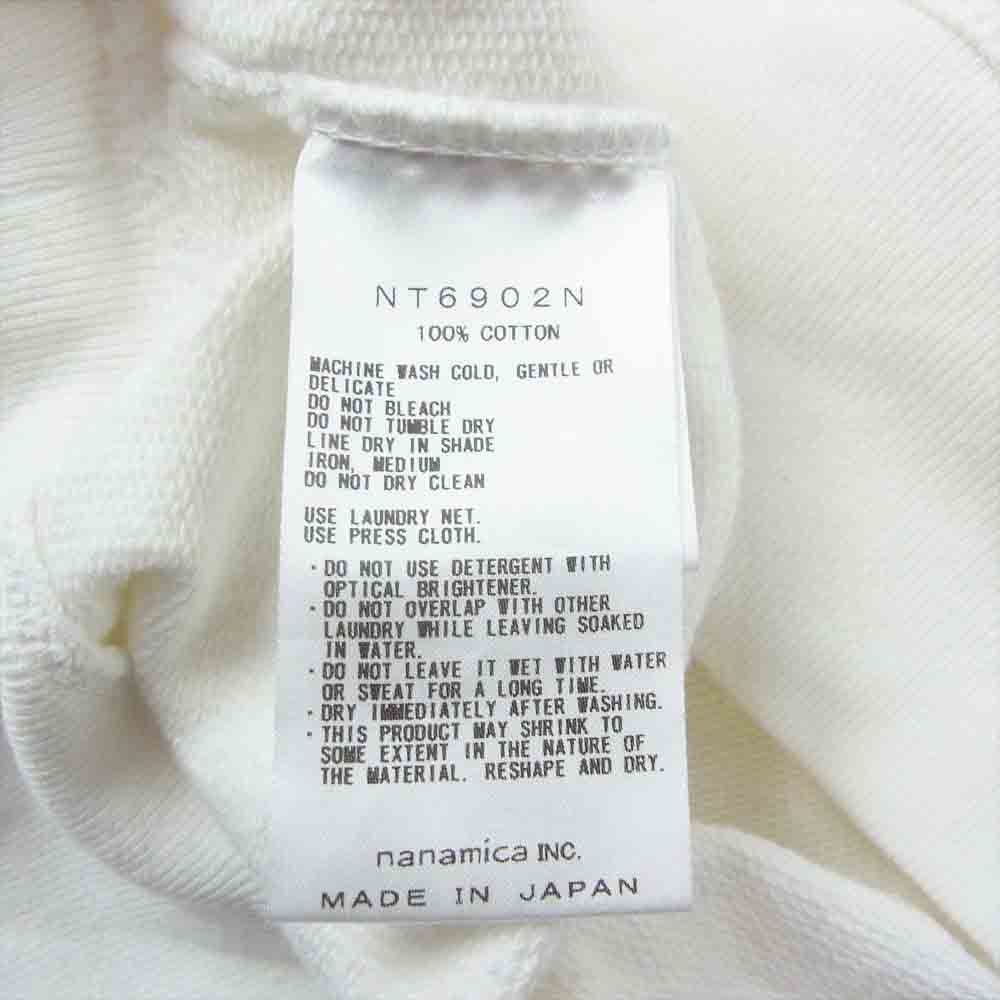 NT6902N
100% COTTON
MACHINE WASH COLD, GENTLE OR
DELICATE
DO NOT BLEACH
DO NOT TUMBLE DRY
LINE DRY IN SHADE
IRON, MEDIUM
DO NOT DRY CLEAN
USE LAUNDRY NET.
USE PRESS CLOTH.
・DO NOT USE DETERGENT WITH
OPTICAL BRIGHTENER.
・DO NOT OVERLAP WITH OTHER
LAUNDRY WHILE LEAVING SOAKED
IN WATER.
・DO NOT LEAVE IT WET WITH WATER
OR SWEAT FOR A LONG TIME.
・DRY IMMEDIATELY AFTER WASHING.
・THIS PRODUCT MAY SHRINK TO
SOME EXTENT IN THE NATURE OF
THE MATERIAL. RESHAPE AND DRY.
nanamica INC.
MADE IN JAPAN